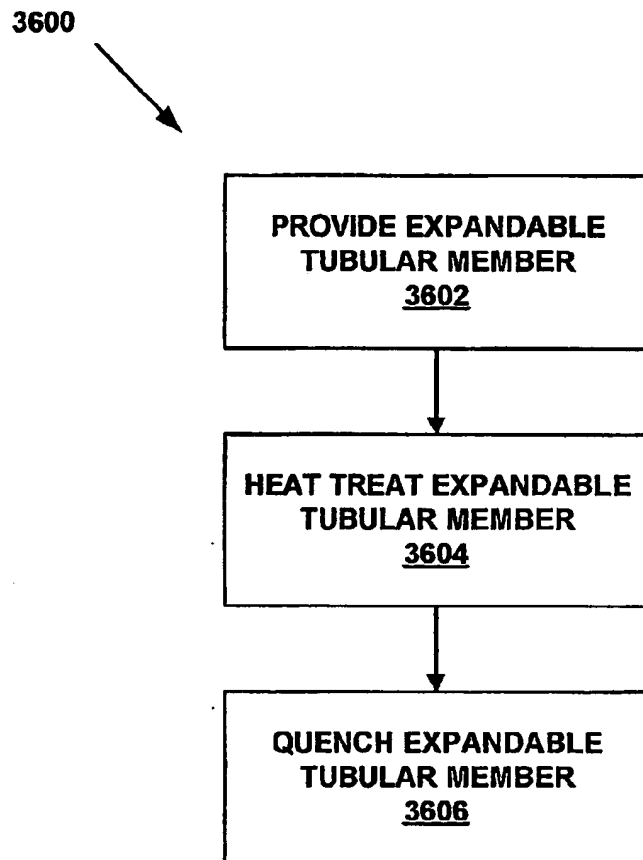 3600
PROVIDE EXPANDABLE
TUBULAR MEMBER
3602
HEAT TREAT EXPANDABLE
TUBULAR MEMBER
3604
QUENCH EXPANDABLE
TUBULAR MEMBER
3606